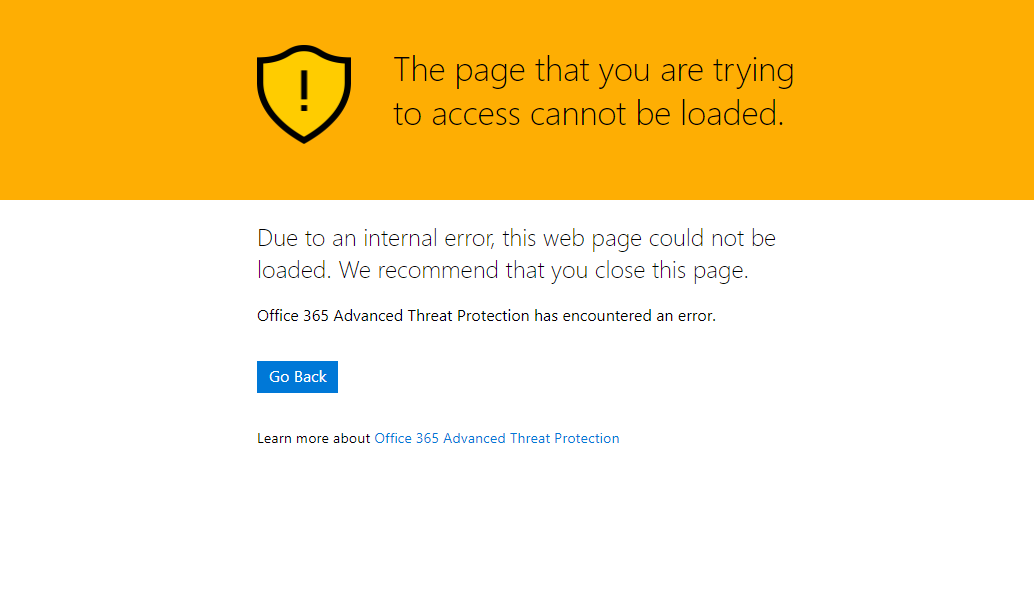 The page that you are trying
to access cannot be loaded.
Due to an internal error, this web page could not be
loaded. We recommend that you close this page.
Office 365 Advanced Threat Protection has encountered an error.
Go Back
Learn more about Office 365 Advanced Threat Protection